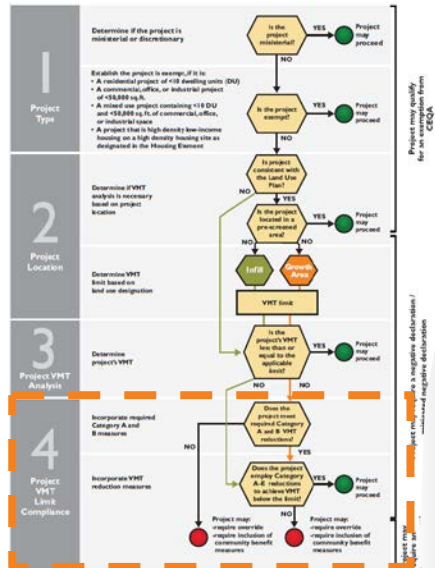 1
Project
Type
Determine if the project is
ministerial or discretionary
Is the
project
ministerial?
YES
Project
may
proceed
NO
Establish the project is exempt, if it is:
• A residential project of <10 dwelling units (DU)
• A commercial, office, or industrial project
of <50,000 sq. ft.
• A mixed use project containing <10 DU
and <50,000 sq. ft. of commercial, office,
or industrial space
• A project that is high density low-income
housing on a high density housing site as
designated in the Housing Element
Is the project
exempt?
YES
Project
may
proceed
NO
Project may qualify
for an exemption from
CEQA
2
Project
Location
Determine if VMT
analysis is necessary
based on project
location
Is project
consistent with
the Land Use
Plan?
NO
YES
Is the
project located
in a
pre-screened
area?
YES
Project
may
proceed
NO
NO
Determine VMT
limit based on
land use designation
Infill
Growth
Area
VMT limit
3
Project VMT
Analysis
Determine
project's VMT
Is the
project's VMT
less than or
equal to the
applicable
limit?
YES
Project
may
proceed
NO
NO
Project may require a negative declaration /
negative declaration
4
Project
VMT
Limit
Compliance
Incorporate required
Category A and
B measures
Does the
project meet
required Category
A and B VMT
reductions?
NO
YES
Incorporate VMT
reduction measures
Does the project
employ Category
A-E reductions
to achieve VMT
below the limit?
YES
Project
may
proceed
NO
Project may:
-require override
-require inclusion of
community benefit
measures
Project may:
-require override
-require inclusion of
community benefit
measures
Project may
require an